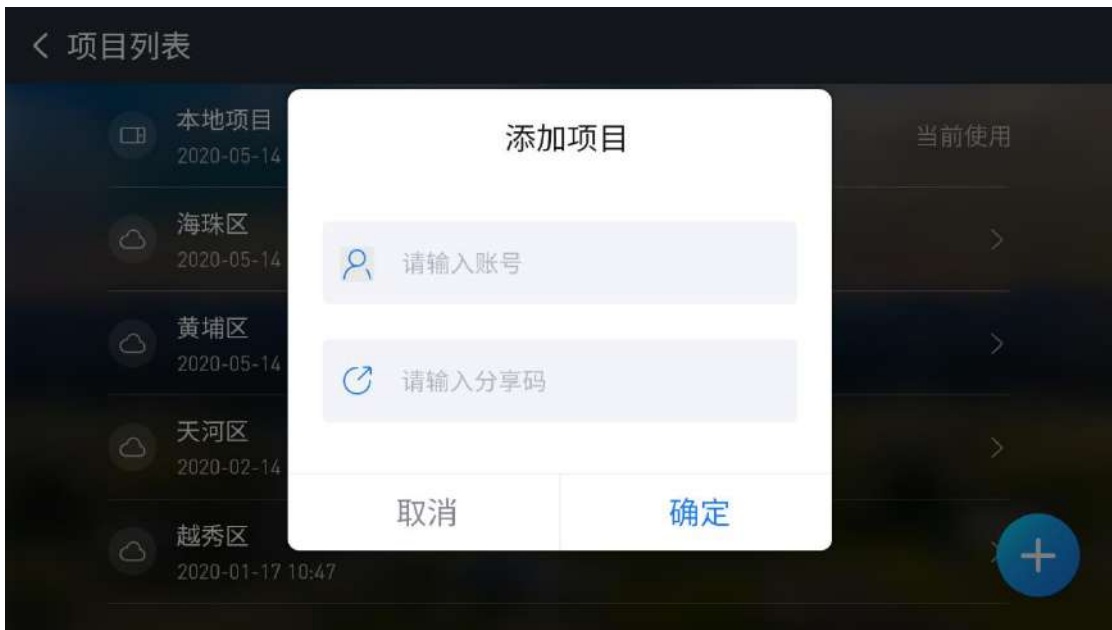 项目列表
本地项目
2020-05-14
当前使用
海珠区
2020-05-14
黄埔区
2020-05-14
天河区
2020-02-14
越秀区
2020-01-17 10:47
添加项目
请输入账号
请输入分享码
取消
确定